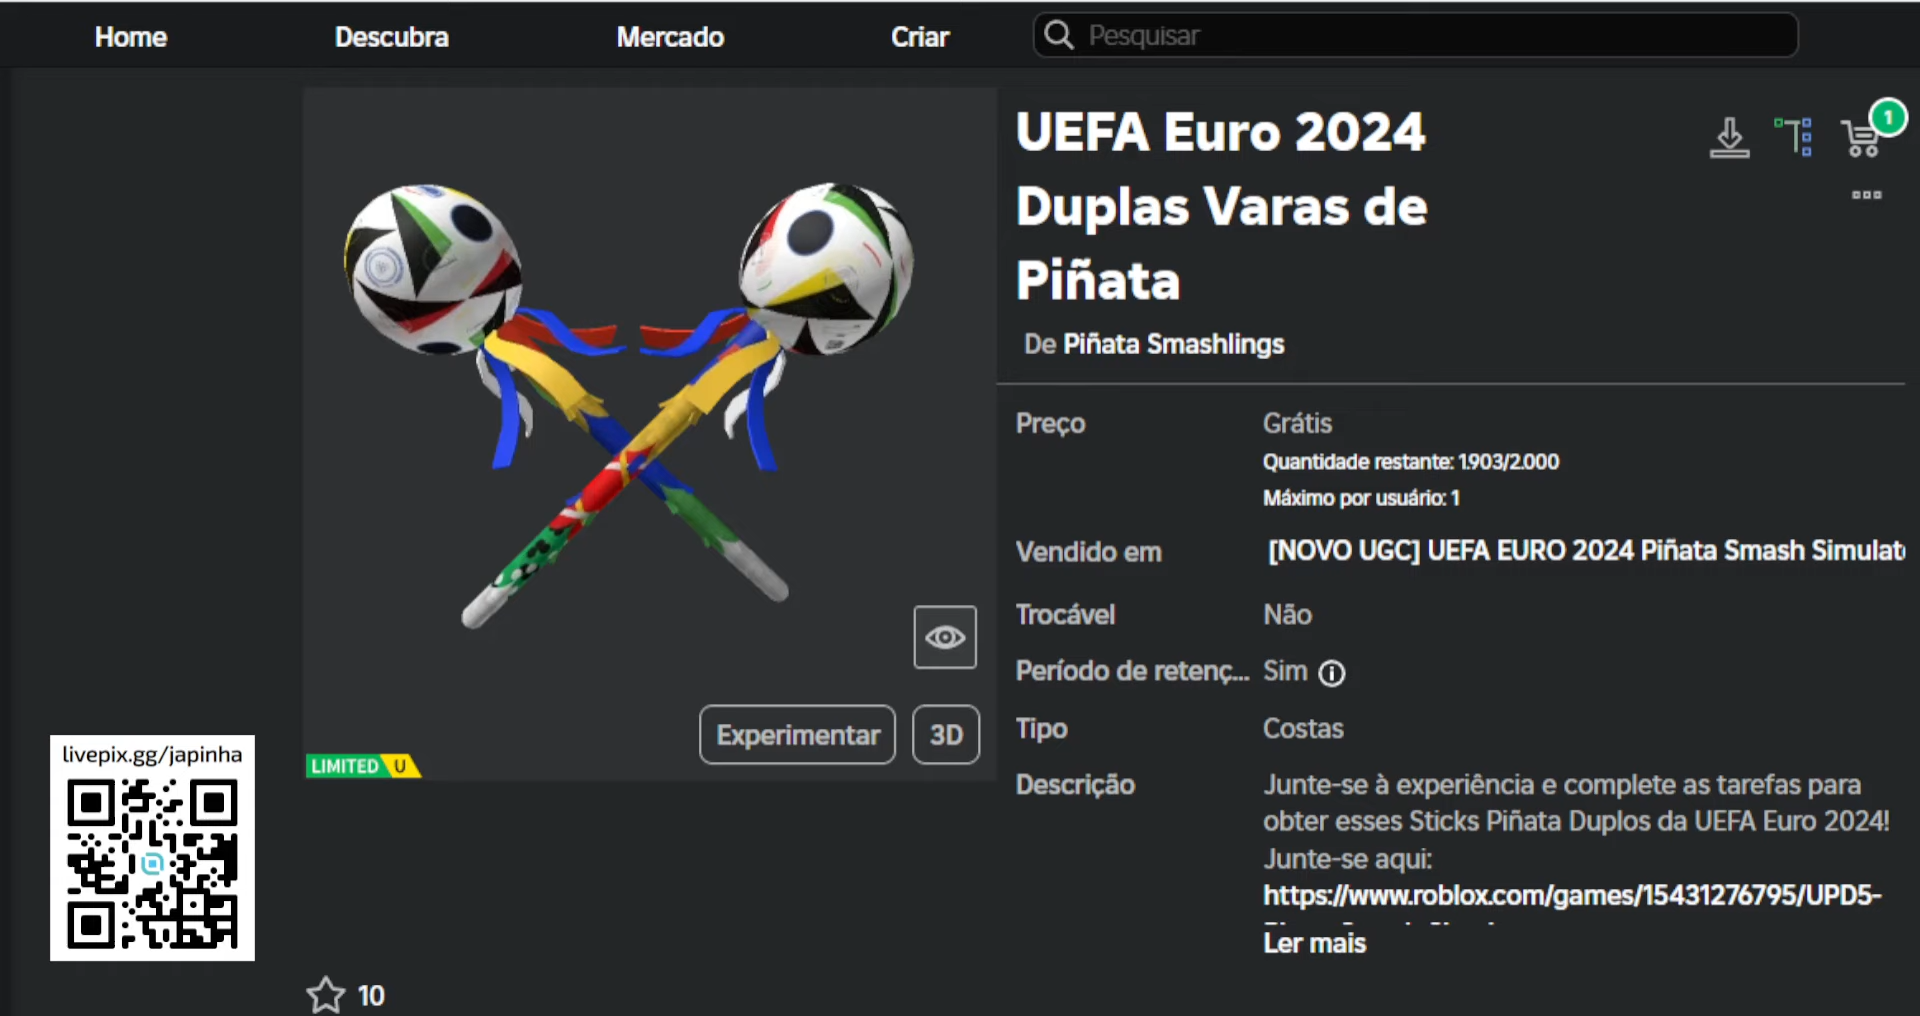 Home Descubra Mercado Criar Pesquisar
UEFA Euro 2024
Duplas Varas de
Piñata
1
De Piñata Smashlings
Preço Grátis
Quantidade restante: 1.903/2.000
Máximo por usuário: 1
Vendido em [NOVO UGC] UEFA EURO 2024 Piñata Smash Simulat
Trocável Não
Período de retenç... Sim
Tipo Costas
Descrição Junte-se à experiência e complete as tarefas para
obter esses Sticks Piñata Duplos da UEFA Euro 2024!
Junte-se aqui:
https://www.roblox.com/games/15431276795/UPD5-
Ler mais
Experimentar 3D
LIMITED U
livepix.gg/japinha
10